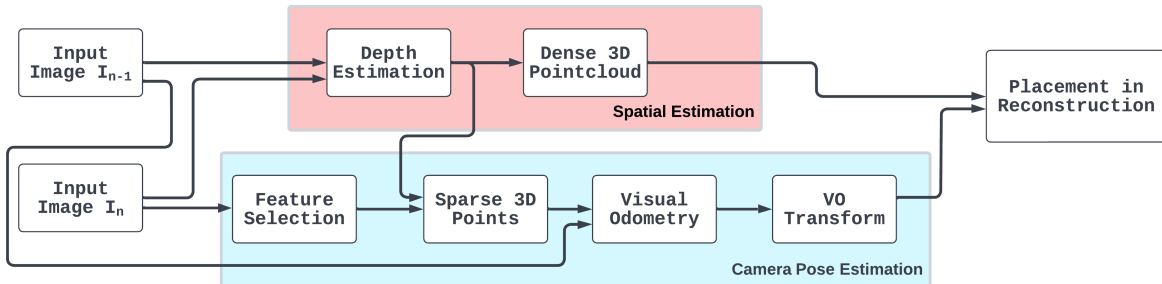 Input
Image Iₙ₋₁
Depth
Estimation
Dense 3D
Pointcloud
Spatial Estimation
Placement in
Reconstruction
Input
Image Iₙ
Feature
Selection
Sparse 3D
Points
Visual
Odometry
VO
Transform
Camera Pose Estimation